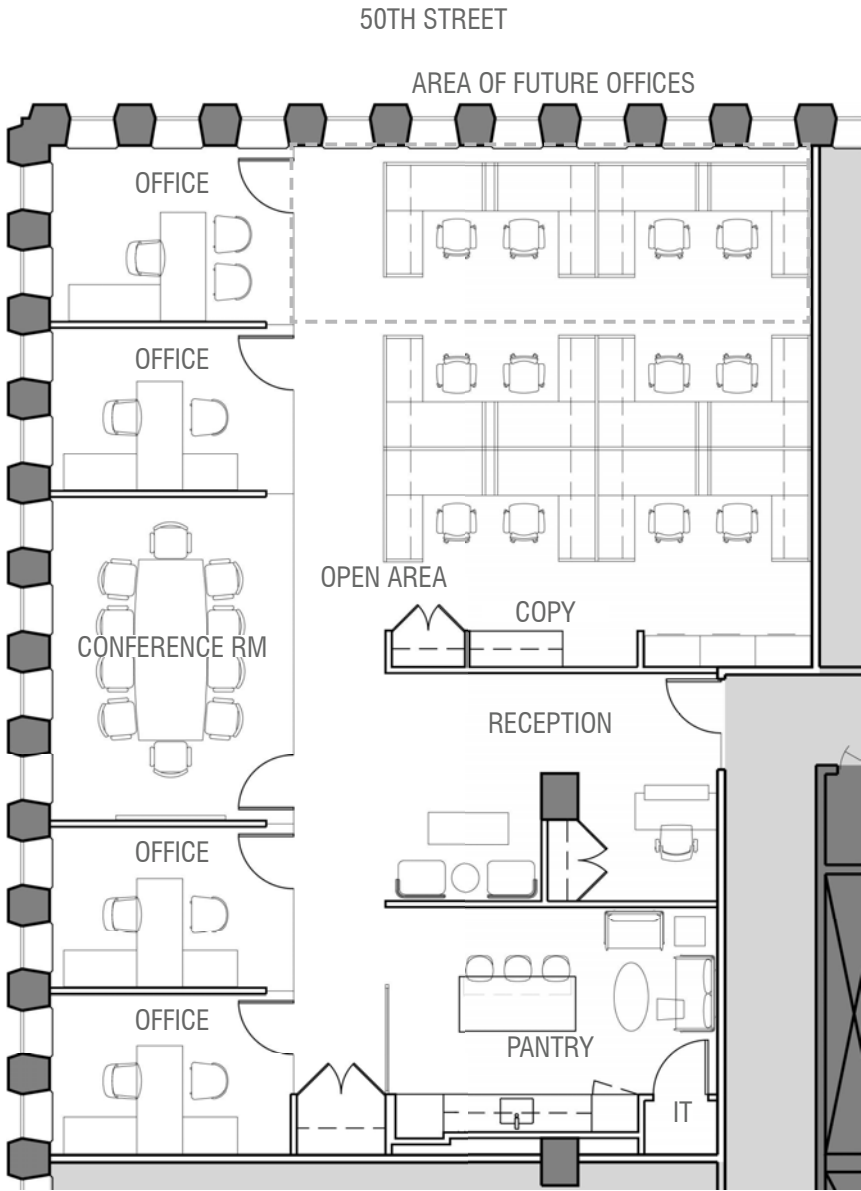 50TH STREET
AREA OF FUTURE OFFICES
OFFICE
OFFICE
OPEN AREA
COPY
CONFERENCE RM
RECEPTION
OFFICE
OFFICE
PANTRY
IT